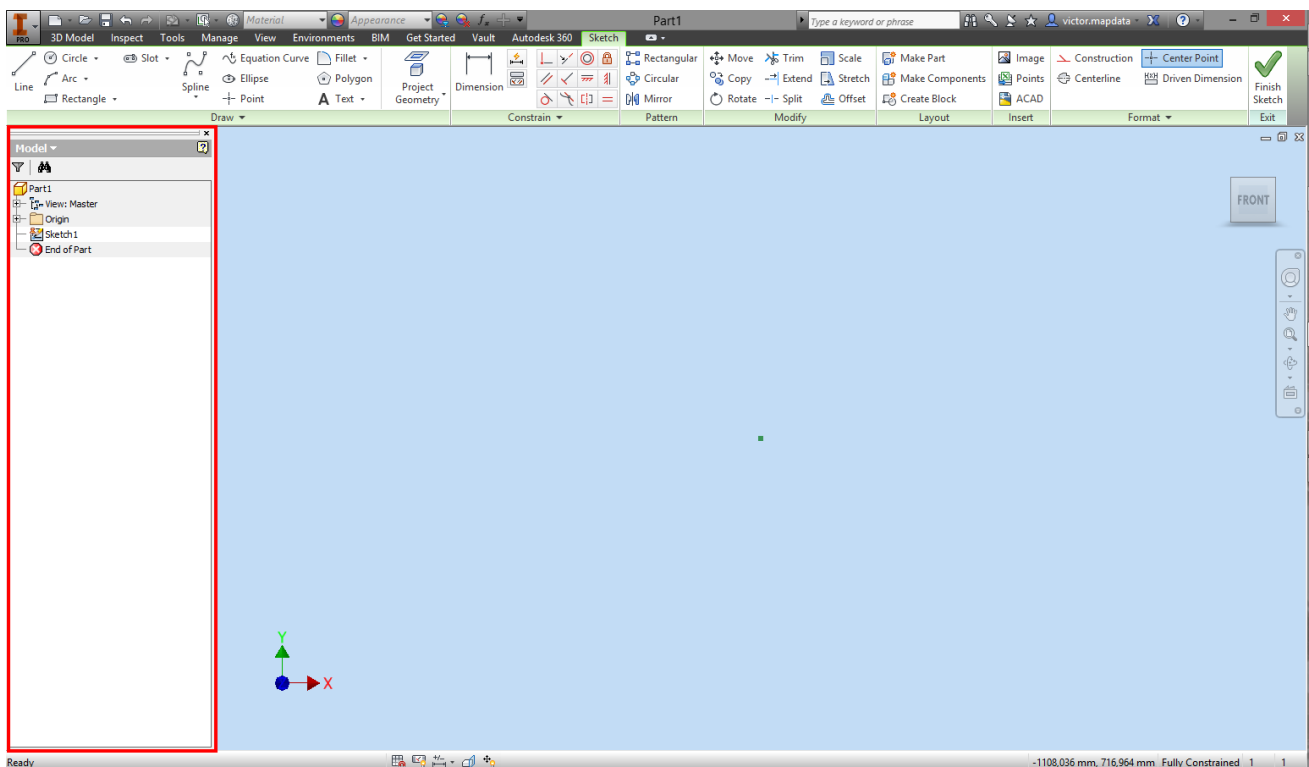 Material Appearance Part1 Type a keyword or phrase victor.mapdata
PRO 3D Model Inspect Tools Manage View Environments BIM Get Started Vault Autodesk 360 Sketch
Line Circle Slot Spline Equation Curve Fillet Project Geometry Dimension Rectangular Move Trim Scale Make Part Image Construction Center Point Finish Sketch
Arc Ellipse Polygon Circular Copy Extend Stretch Make Components Points Centerline Driven Dimension
Rectangle Point A Text Mirror Rotate Split Offset Create Block ACAD
Draw Constrain Pattern Modify Layout Insert Format Exit
Model
Part1
View: Master
Origin
Sketch1
End of Part
FRONT
Y
X
Ready -1108,036 mm, 716,964 mm Fully Constrained 1 1